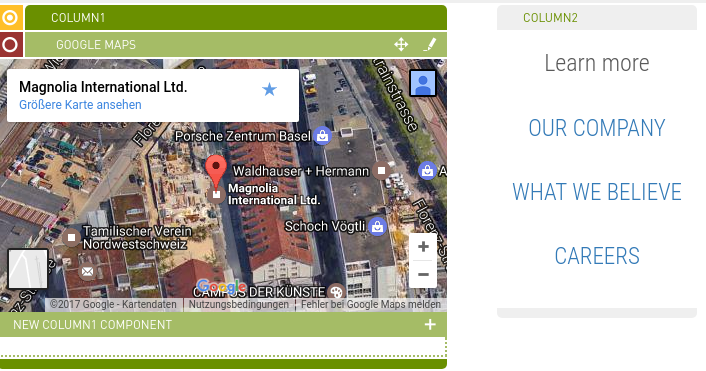 COLUMN1
GOOGLE MAPS
Magnolia International Ltd.
Größere Karte ansehen
Porsche Zentrum Basel
Waldhauser + Hermann
A
Magnolia
International Ltd.
Schoch Vögtli
Tamilischer Verein
Nordwestschweiz
Google
CAMPUS DER KÜNSTE
©2017 Google - Kartendaten
Nutzungsbedingungen
Fehler bei Google Maps melden
NEW COLUMN1 COMPONENT
COLUMN2
Learn more
OUR COMPANY
WHAT WE BELIEVE
CAREERS